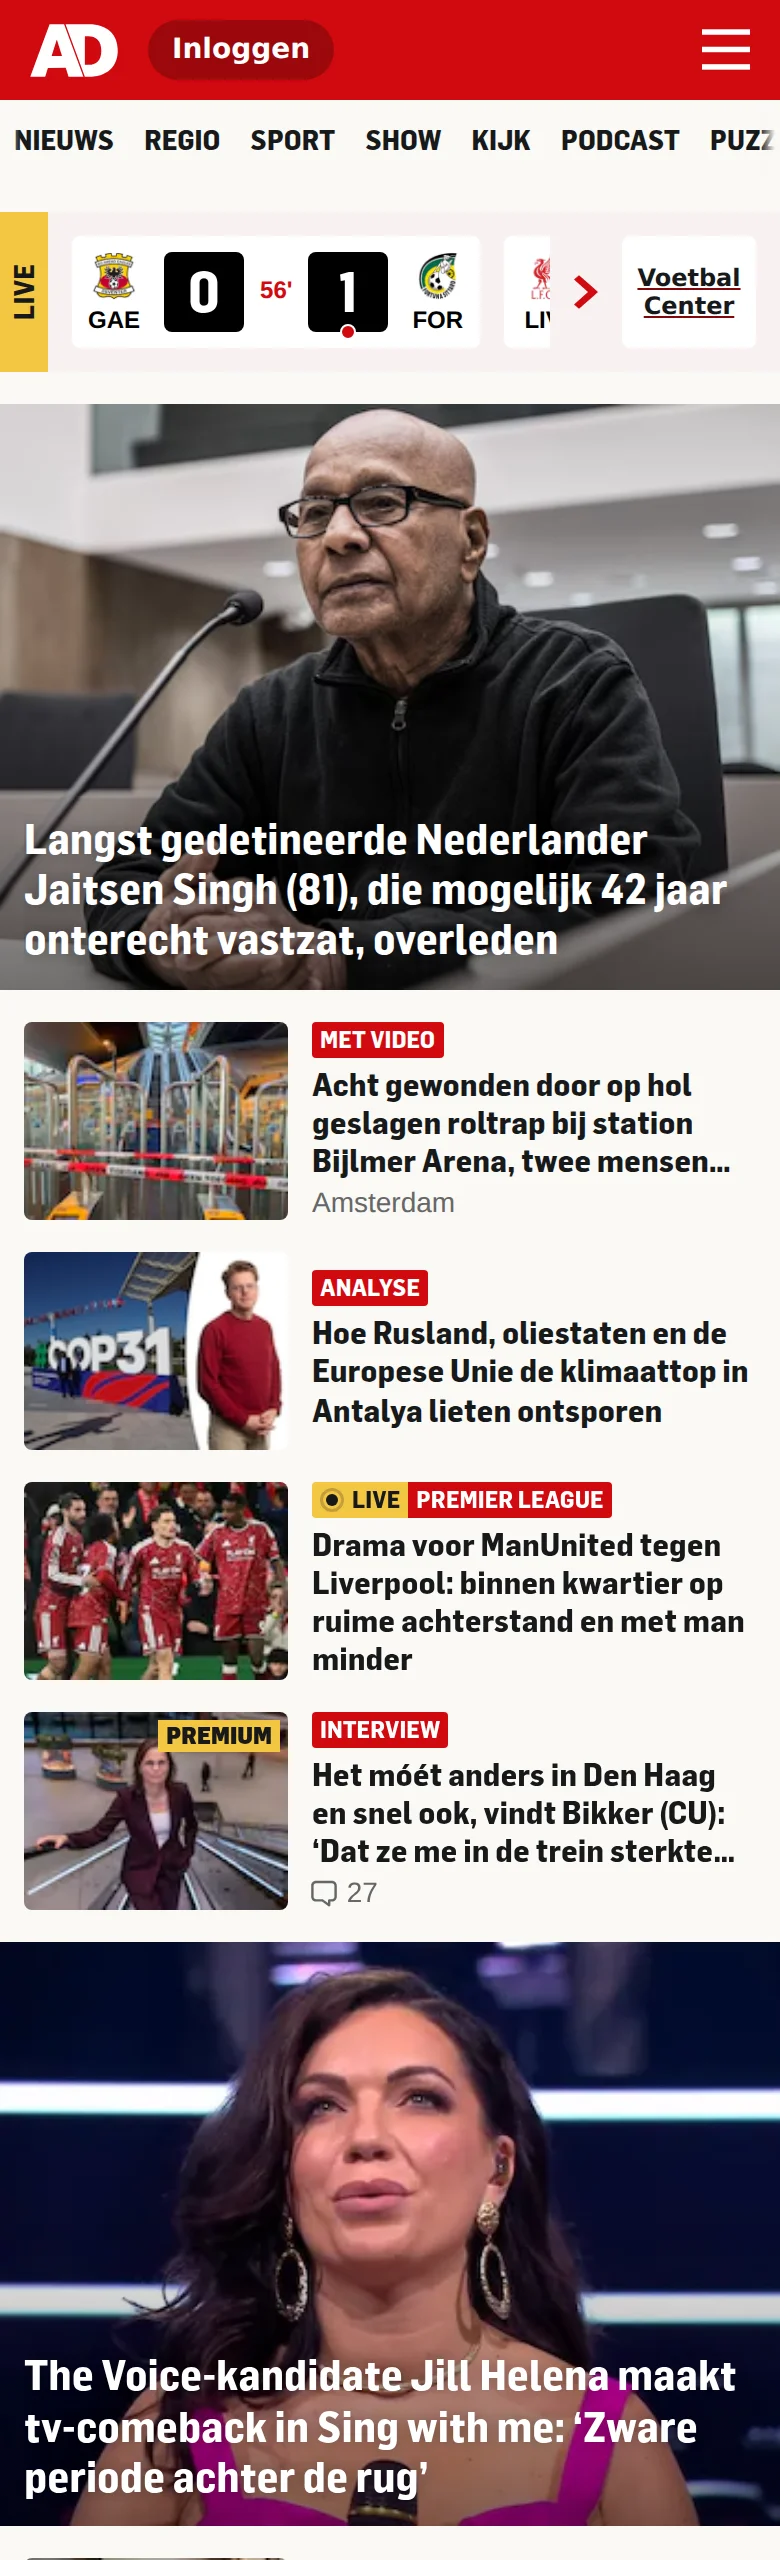 AD
Inloggen
NIEUWS REGIO SPORT SHOW KIJK PODCAST PUZZ
LIVE
GAE
0
56'
1
FOR
L.F.C
LIV
Voetbal
Center
Langst gedetineerde Nederlander
Jaitsen Singh (81), die mogelijk 42 jaar
onterecht vastzat, overleden
MET VIDEO
Acht gewonden door op hol
geslagen roltrap bij station
Bijlmer Arena, twee mensen...
Amsterdam
#COP31
ANALYSE
Hoe Rusland, oliestaten en de
Europese Unie de klimaattop in
Antalya lieten ontsporen
LIVE PREMIER LEAGUE
Drama voor ManUnited tegen
Liverpool: binnen kwartier op
ruime achterstand en met man
minder
PREMIUM
INTERVIEW
Het móét anders in Den Haag
en snel ook, vindt Bikker (CU):
‘Dat ze me in de trein sterkte...
27
The Voice-kandidate Jill Helena maakt
tv-comeback in Sing with me: ‘Zware
periode achter de rug’